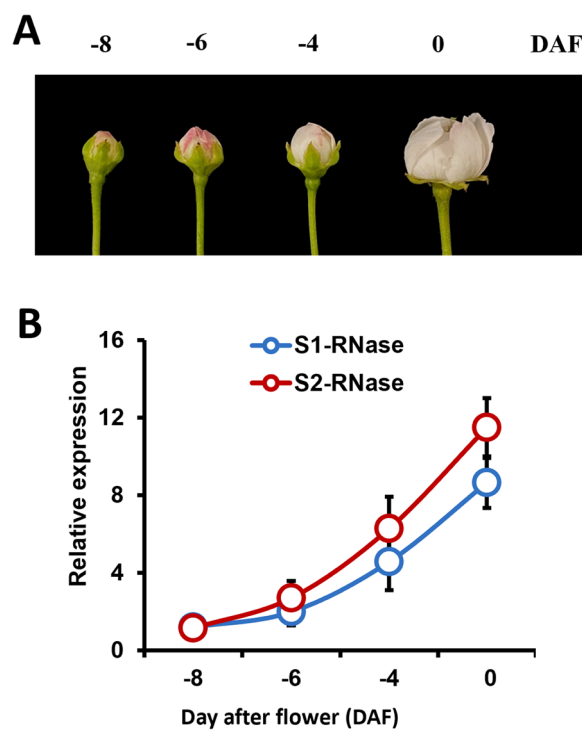 A
-8 -6 -4 0 DAF
B
16
12
8
4
0
Relative expression
S1-RNase
S2-RNase
-8 -6 -4 0
Day after flower (DAF)